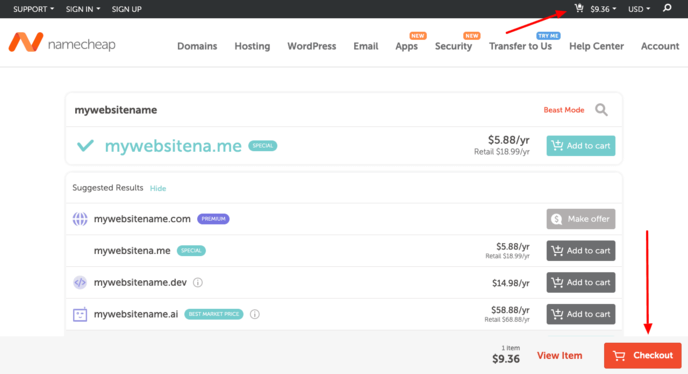 SUPPORT SIGN IN SIGN UP $9.36 USD
NEW NEW TRY ME
namecheap Domains Hosting WordPress Email Apps Security Transfer to Us Help Center Account
mywebsitename Beast Mode
mywebsitena.me SPECIAL $5.88/yr Add to cart
Retail $18.99/yr
Suggested Results Hide
mywebsitename.com PREMIUM Make offer
mywebsitena.me SPECIAL $5.88/yr Add to cart
Retail $18.99/yr
mywebsitename.dev $14.98/yr Add to cart
mywebsitename.ai BEST MARKET PRICE $58.88/yr Add to cart
Retail $68.88/yr
1 item
$9.36 View Item Checkout